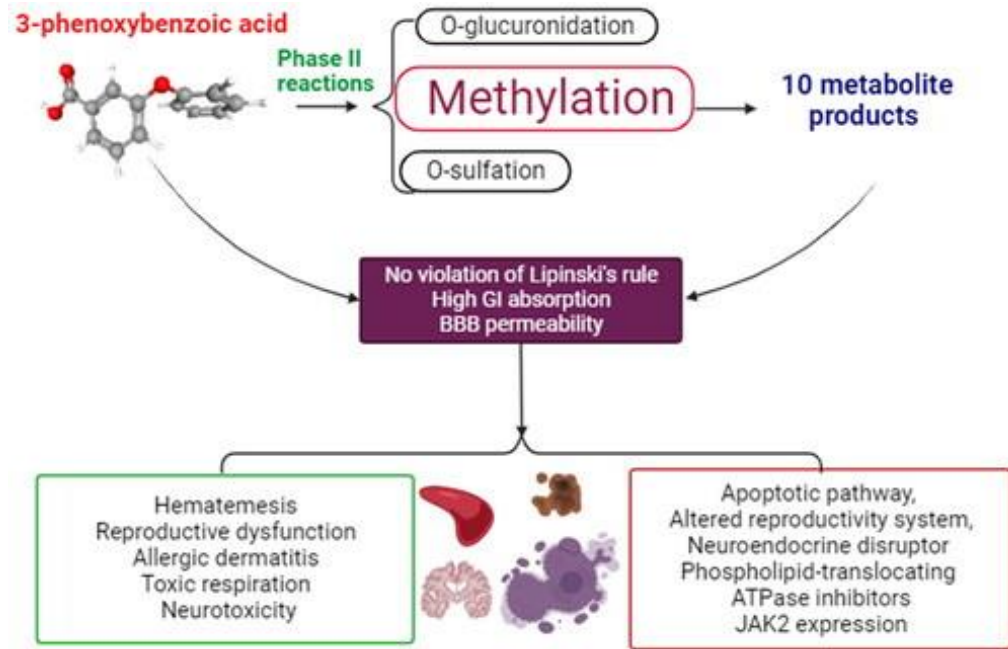 3-phenoxybenzoic acid
Phase II
reactions
O-glucuronidation
Methylation
O-sulfation
10 metabolite
products
No violation of Lipinski's rule
High GI absorption
BBB permeability
Hematemesis
Reproductive dysfunction
Allergic dermatitis
Toxic respiration
Neurotoxicity
Apoptotic pathway,
Altered reproductivity system,
Neuroendocrine disruptor
Phospholipid-translocating
ATPase inhibitors
JAK2 expression